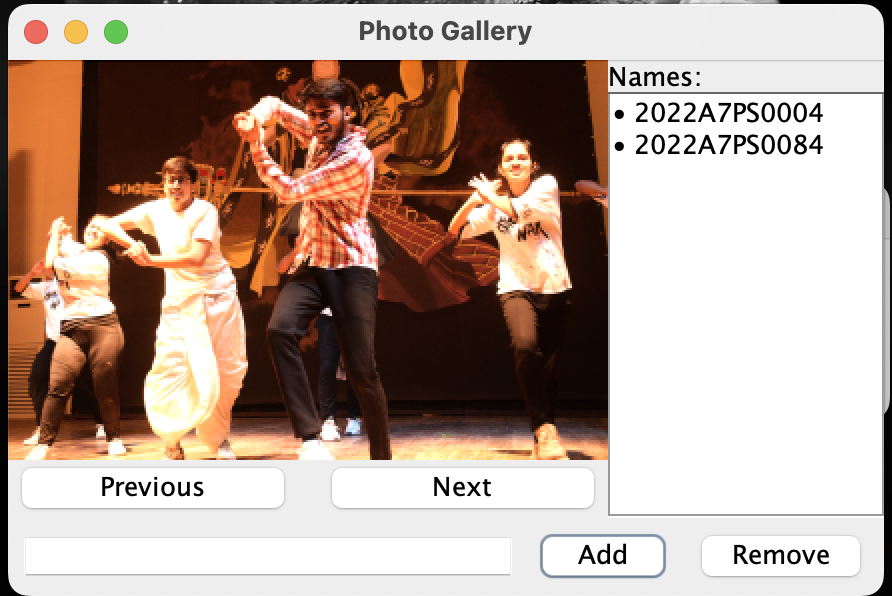 Photo Gallery
Names:
• 2022A7PS0004
• 2022A7PS0084
Previous
Next
Add
Remove